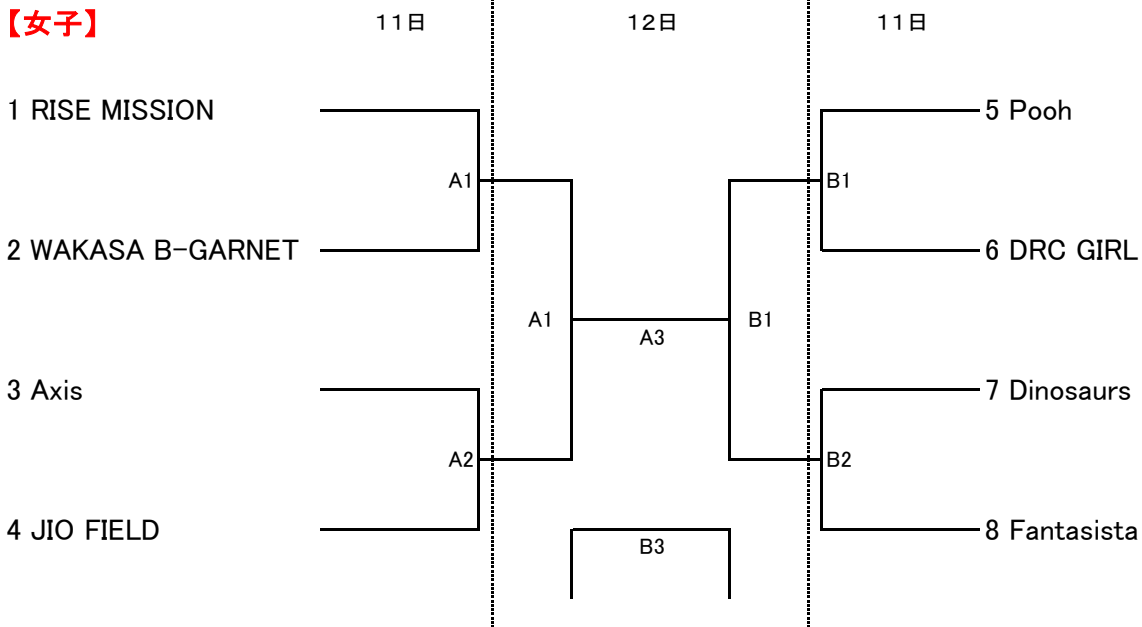 【女子】 11日 12日 11日
1 RISE MISSION 5 Pooh
A1 B1
2 WAKASA B-GARNET 6 DRC GIRL
A1 B1
A3
3 Axis 7 Dinosaurs
A2 B2
4 JIO FIELD 8 Fantasista
B3